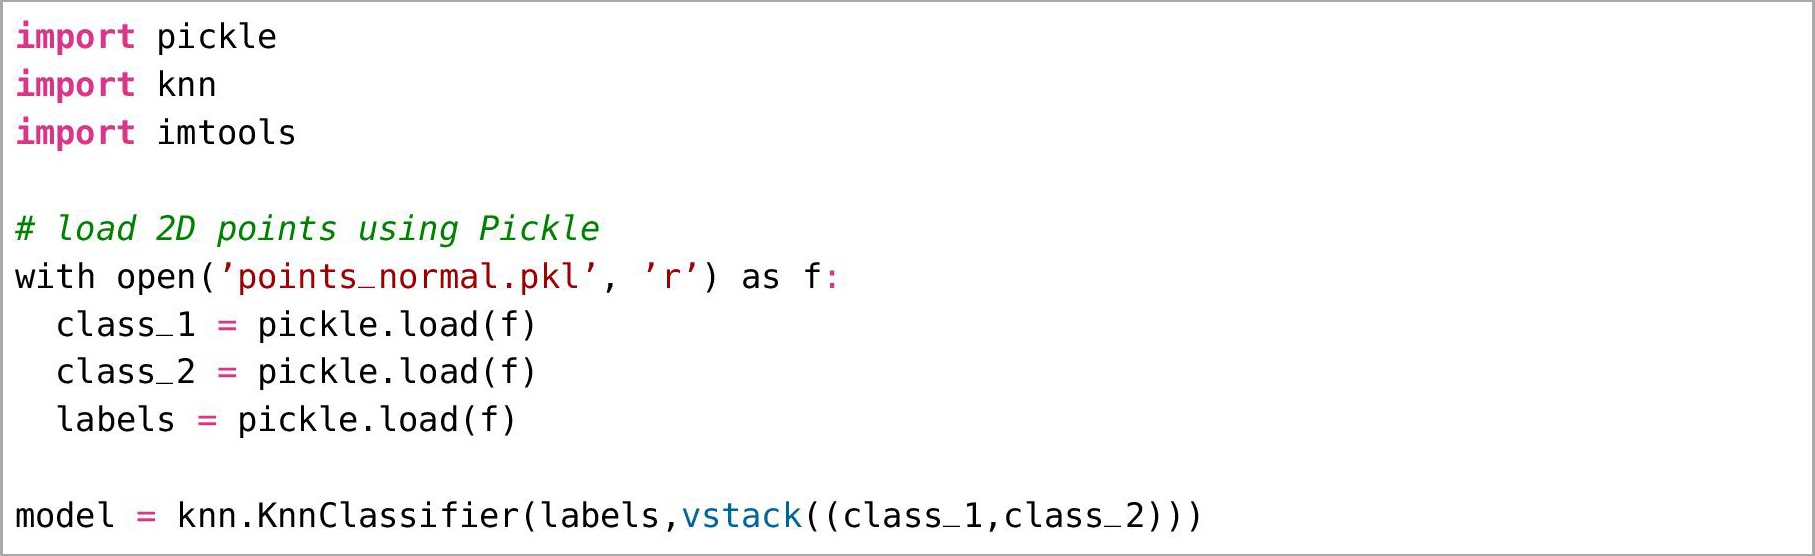 import pickle
import knn
import imtools
# load 2D points using Pickle
with open(’points_normal.pkl’, ’r’) as f:
  class_1 = pickle.load(f)
  class_2 = pickle.load(f)
  labels = pickle.load(f)
model = knn.KnnClassifier(labels,vstack((class_1,class_2)))